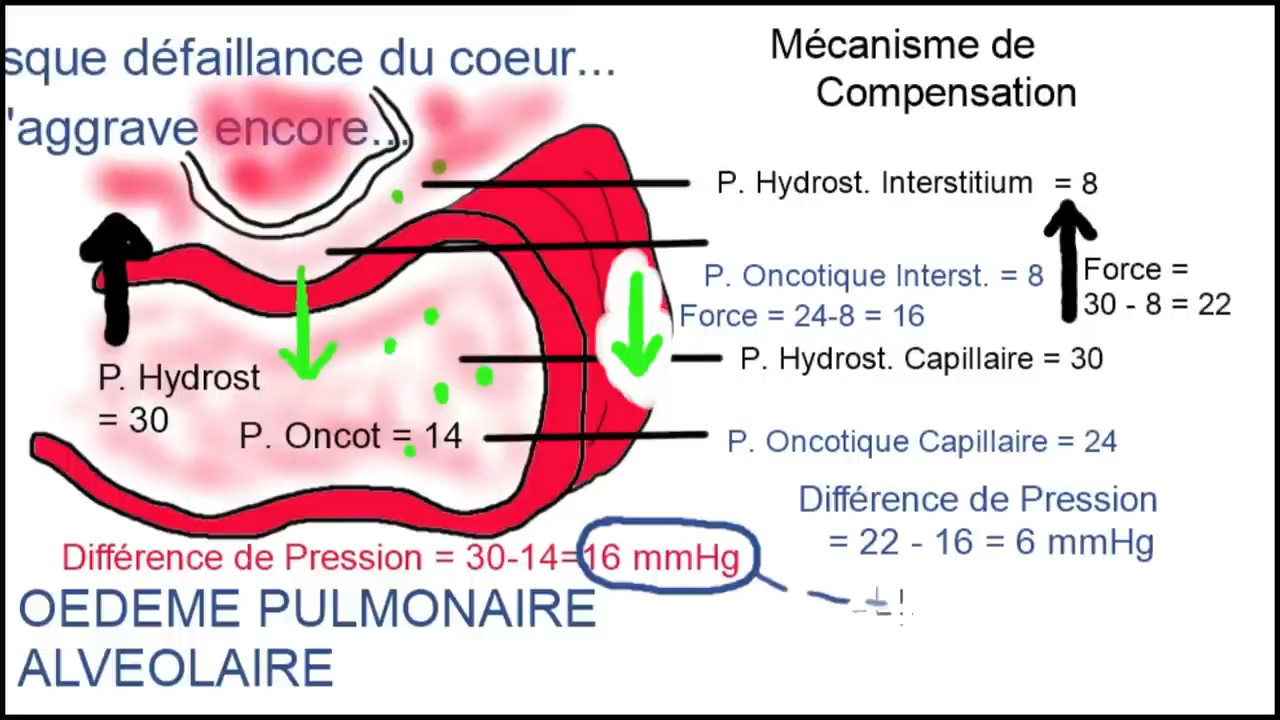 sque défaillance du coeur...
'aggrave encore...
Mécanisme de
Compensation
P. Hydrost. Interstitium = 8
P. Oncotique Interst. = 8
Force = 24-8 = 16
Force =
30 - 8 = 22
P. Hydrost. Capillaire = 30
P. Hydrost
= 30
P. Oncot = 14
P. Oncotique Capillaire = 24
Différence de Pression
= 22 - 16 = 6 mmHg
Différence de Pression = 30-14=16 mmHg
OEDEME PULMONAIRE
ALVEOLAIRE